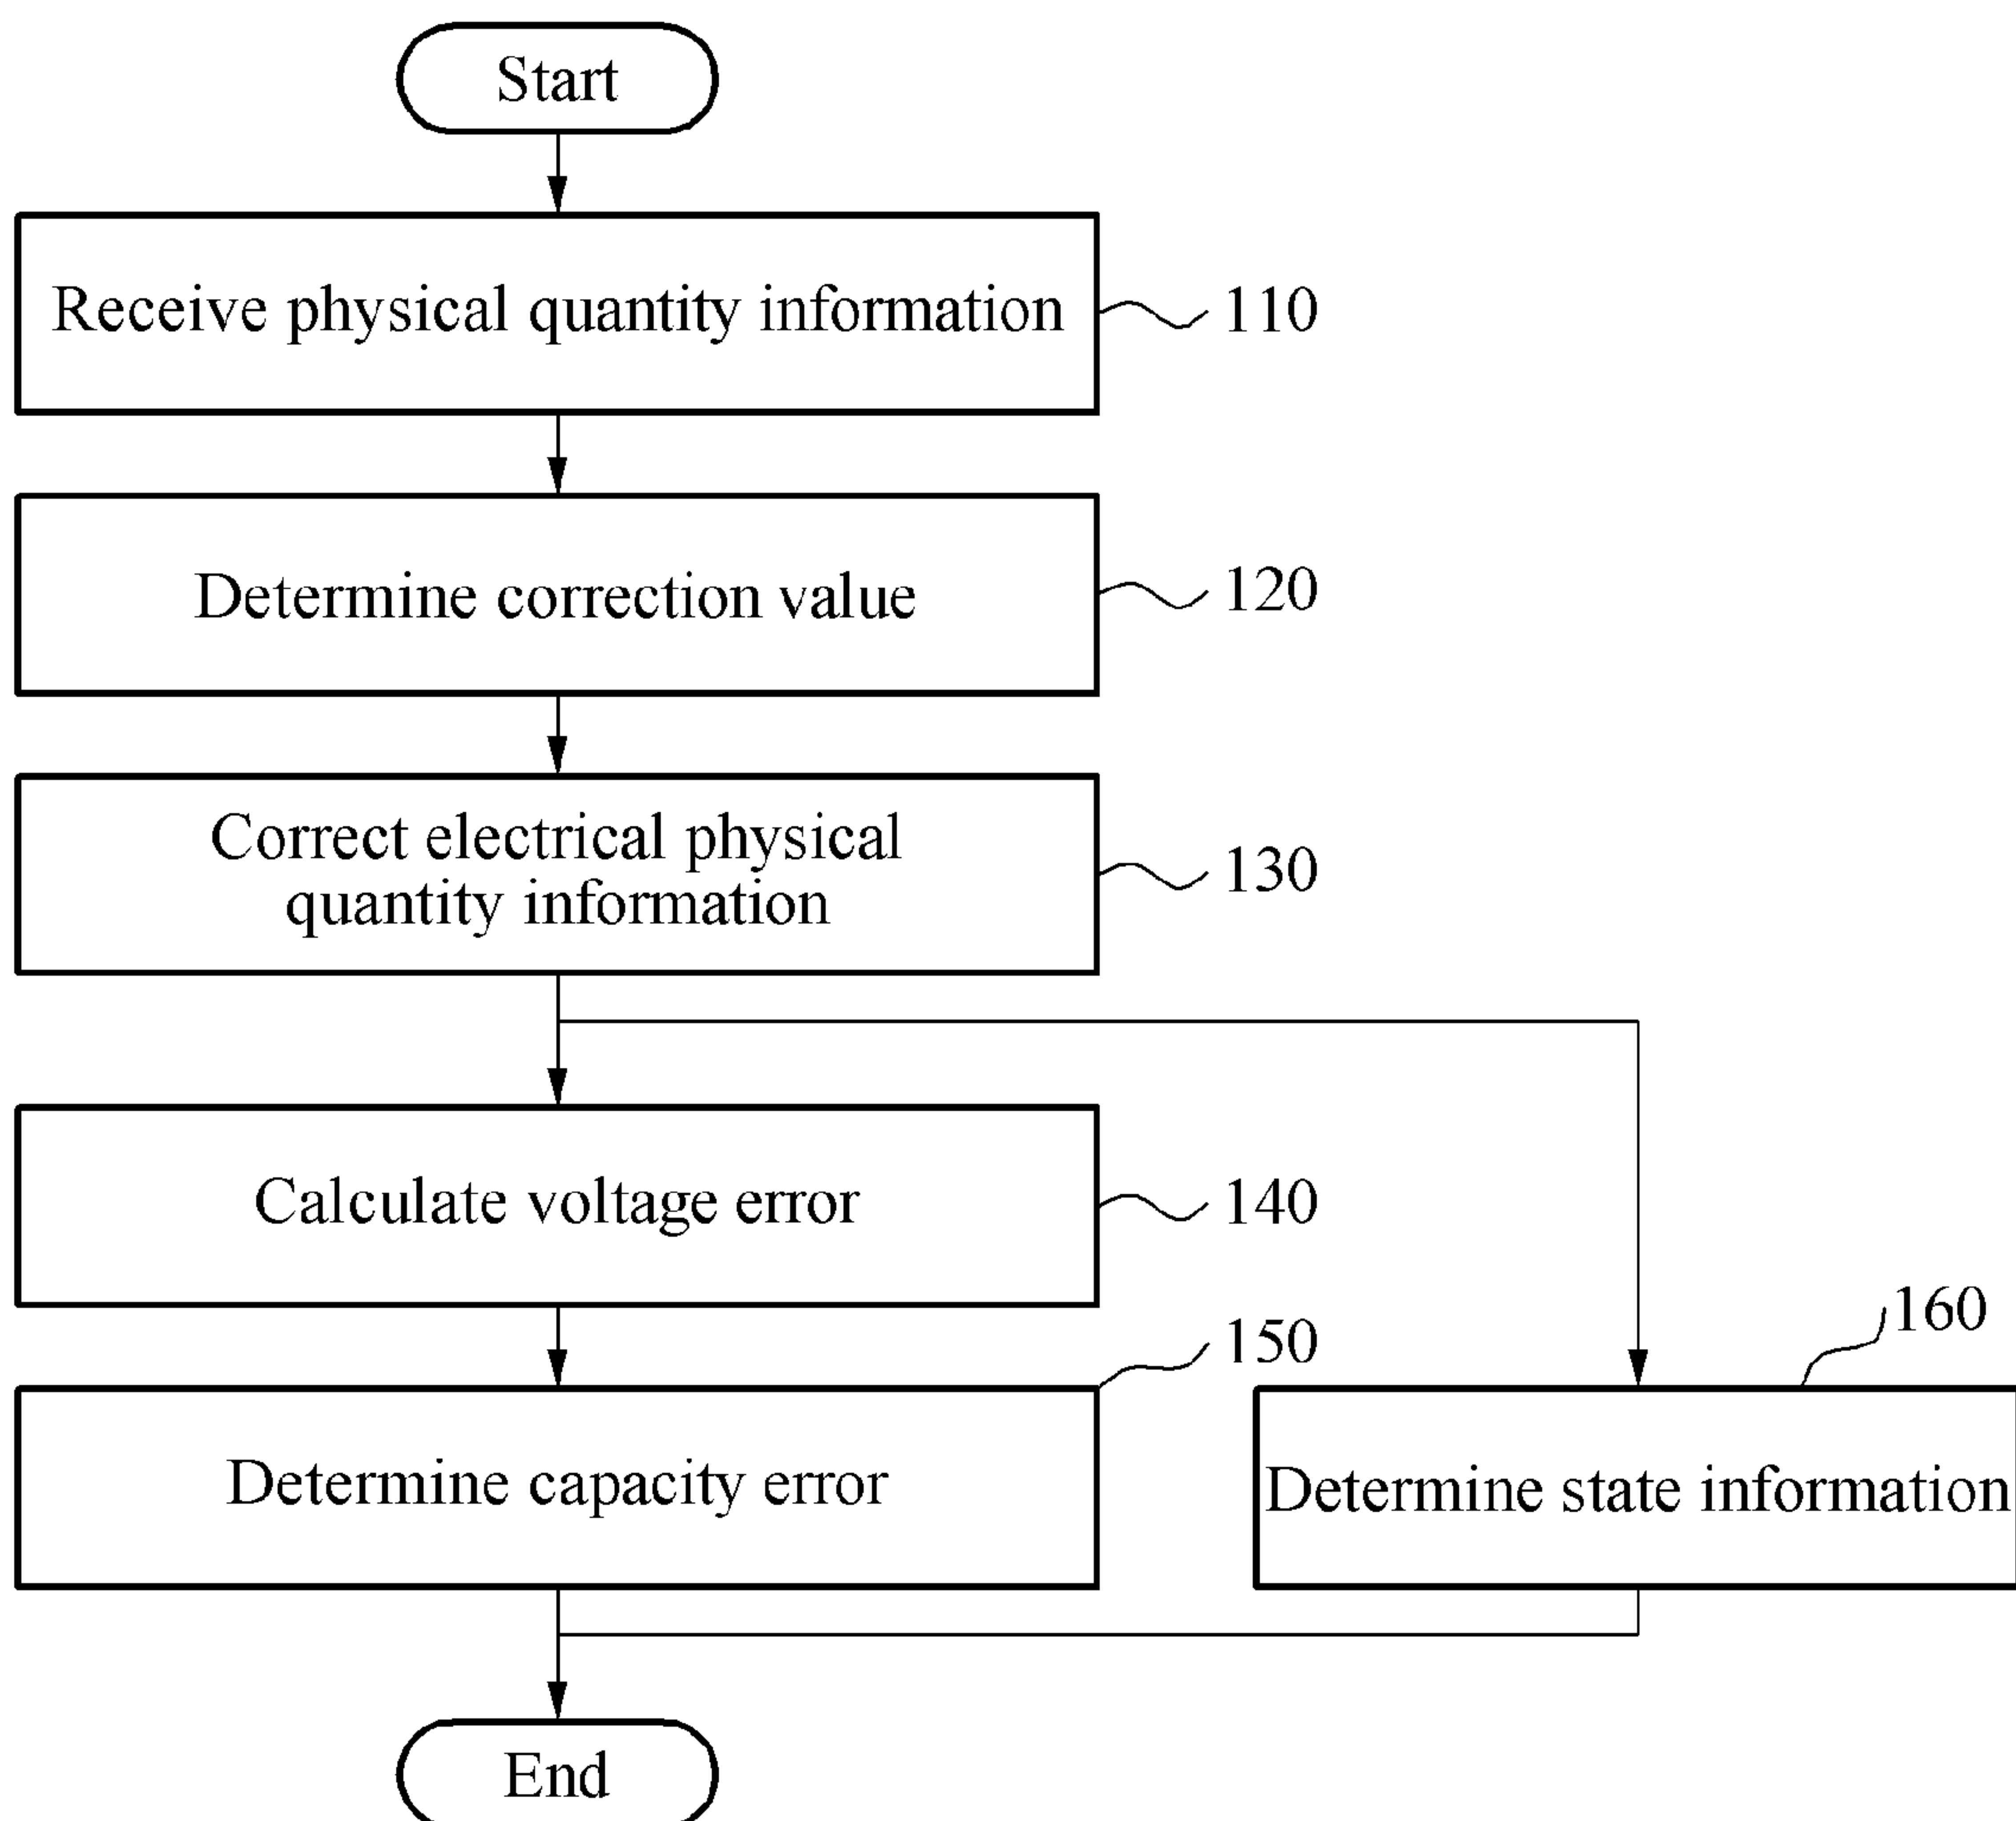 Start
Receive physical quantity information
110
Determine correction value
120
Correct electrical physical
quantity information
130
Calculate voltage error
140
150
Determine capacity error
160
Determine state information
End